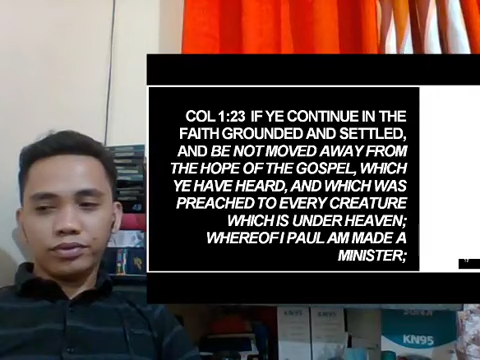 COL 1:23 IF YE CONTINUE IN THE
FAITH GROUNDED AND SETTLED,
AND BE NOT MOVED AWAY FROM
THE HOPE OF THE GOSPEL, WHICH
YE HAVE HEARD, AND WHICH WAS
PREACHED TO EVERY CREATURE
WHICH IS UNDER HEAVEN;
WHEREOF I PAUL AM MADE A
MINISTER;
KN95
KN95